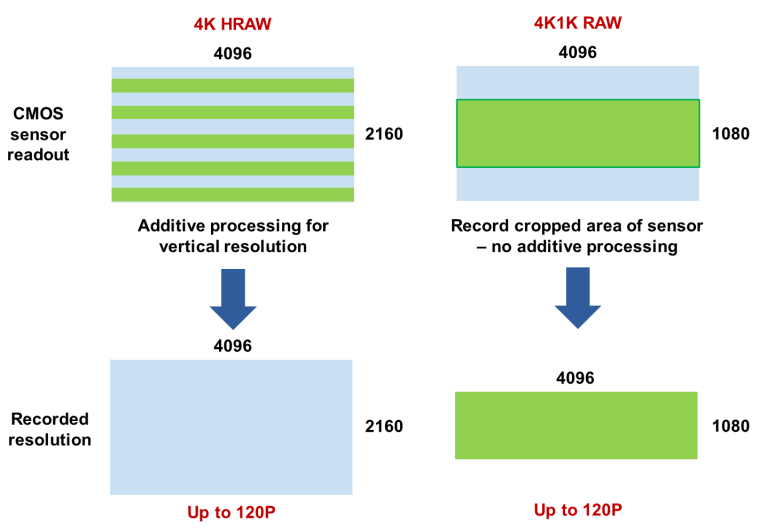 4K HRAW
4K1K RAW
4096
4096
CMOS
sensor
readout
2160
1080
Additive processing for
vertical resolution
Record cropped area of sensor
– no additive processing
4096
4096
Recorded
resolution
2160
1080
Up to 120P
Up to 120P